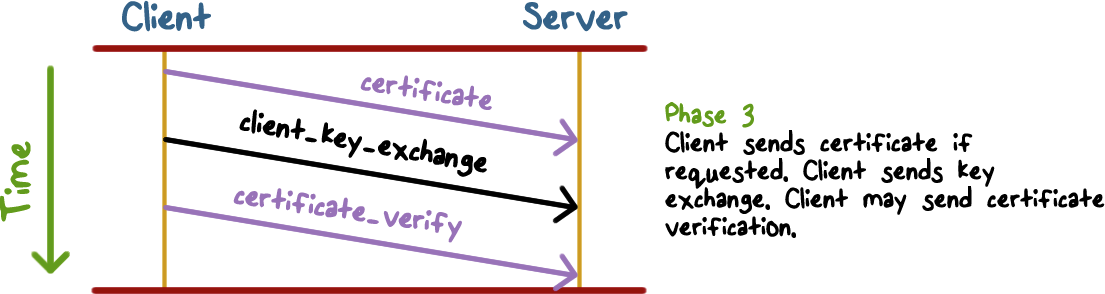 Client
Server
certificate
client_key_exchange
certificate_verify
Time
Phase 3
Client sends certificate if
requested. Client sends key
exchange. Client may send certificate
verification.